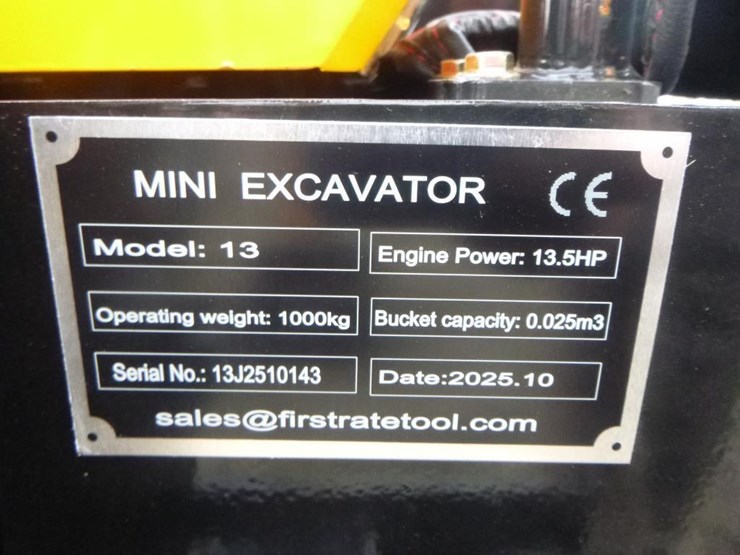 MINI EXCAVATOR CE
Model: 13
Engine Power: 13.5HP
Operating weight: 1000kg
Bucket capacity: 0.025m3
Serial No.: 13J2510143
Date:2025.10
sales@firstratetool.com